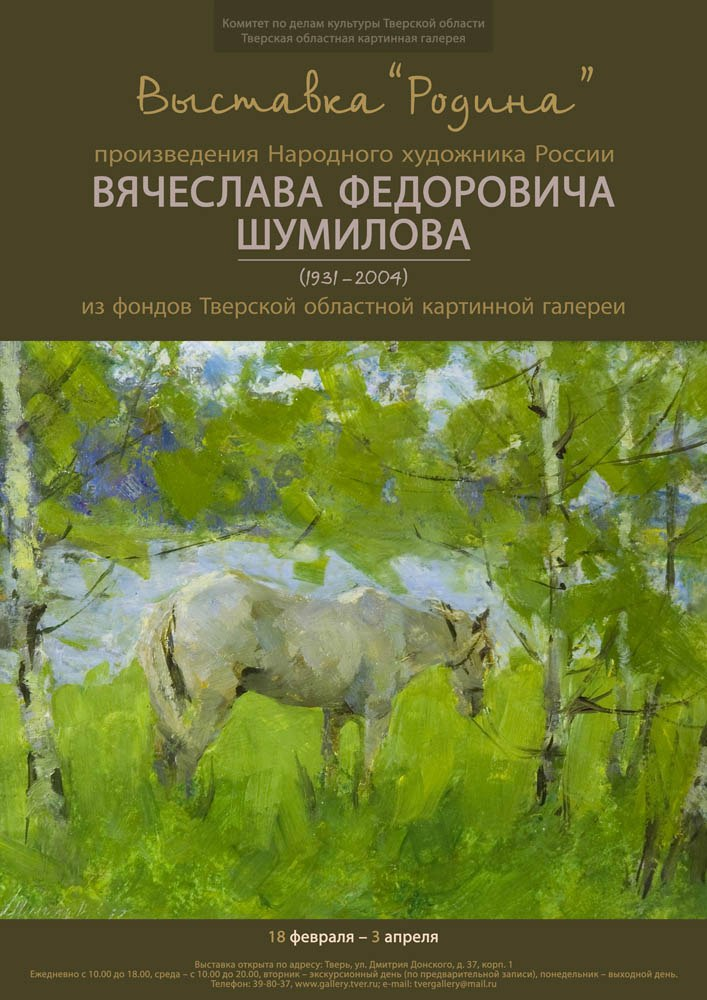 Комитет по делам культуры Тверской области
Тверская областная картинная галерея
Выставка “Родина”
произведения Народного художника России
ВЯЧЕСЛАВА ФЕДОРОВИЧА
ШУМИЛОВА
(1931 – 2004)
из фондов Тверской областной картинной галереи
18 февраля – 3 апреля
Выставка открыта по адресу: Тверь, ул. Дмитрия Донского, д. 37, корп. 1
Ежедневно с 10.00 до 18.00, среда – с 10.00 до 20.00, вторник – экскурсионный день (по предварительной записи), понедельник – выходной день.
Телефон: 39-80-37, www.gallery.tver.ru; e-mail: tvergallery@mail.ru